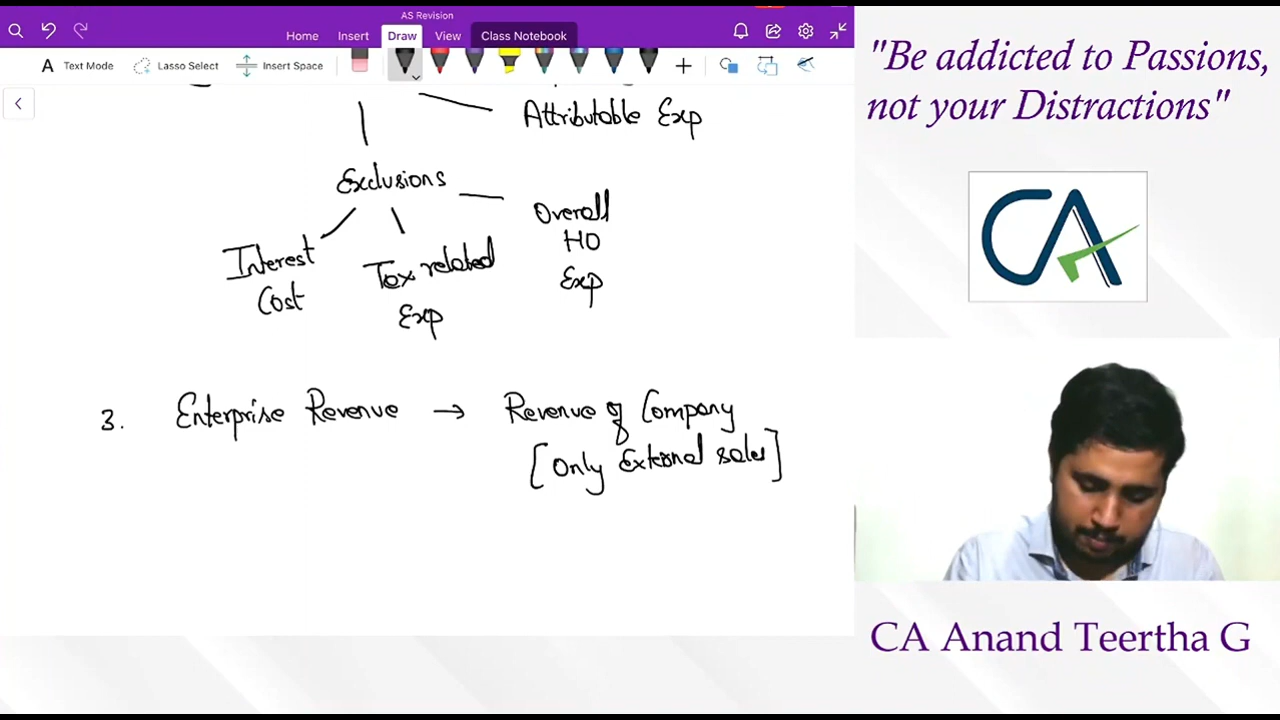 AS Revision
Home Insert Draw View Class Notebook
Text Mode Lasso Select Insert Space
Attributable Exp
Exclusions
Overall
HO
Exp
Interest
Cost
Tax related
Exp
3. Enterprise Revenue → Revenue of Company
[Only External sales]
"Be addicted to Passions,
not your Distractions"
CA
CA Anand Teertha G